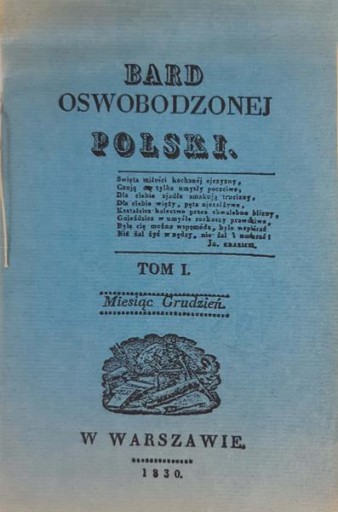 BARD
OSWOBODZONEJ
POLSKI.
Święta miłości kochanéj ojczyzny,
Czują cię tylko umysły poczciwe,
Dla ciebie zjadłe smakują trucizny,
Dla ciebie więzy, pęta niezelżywe,
Kształcisz kalectwo przez chwalebne blizny,
Gnieździsz w umyśle rozkoszy prawdziwe,
Byle cię można wspomódz, byle wspierać
Nie żal żyć w nędzy, nie żal i umierać!
IG. KRASICKI.
TOM I.
Miesiąc Grudzień.
W WARSZAWIE.
1830.